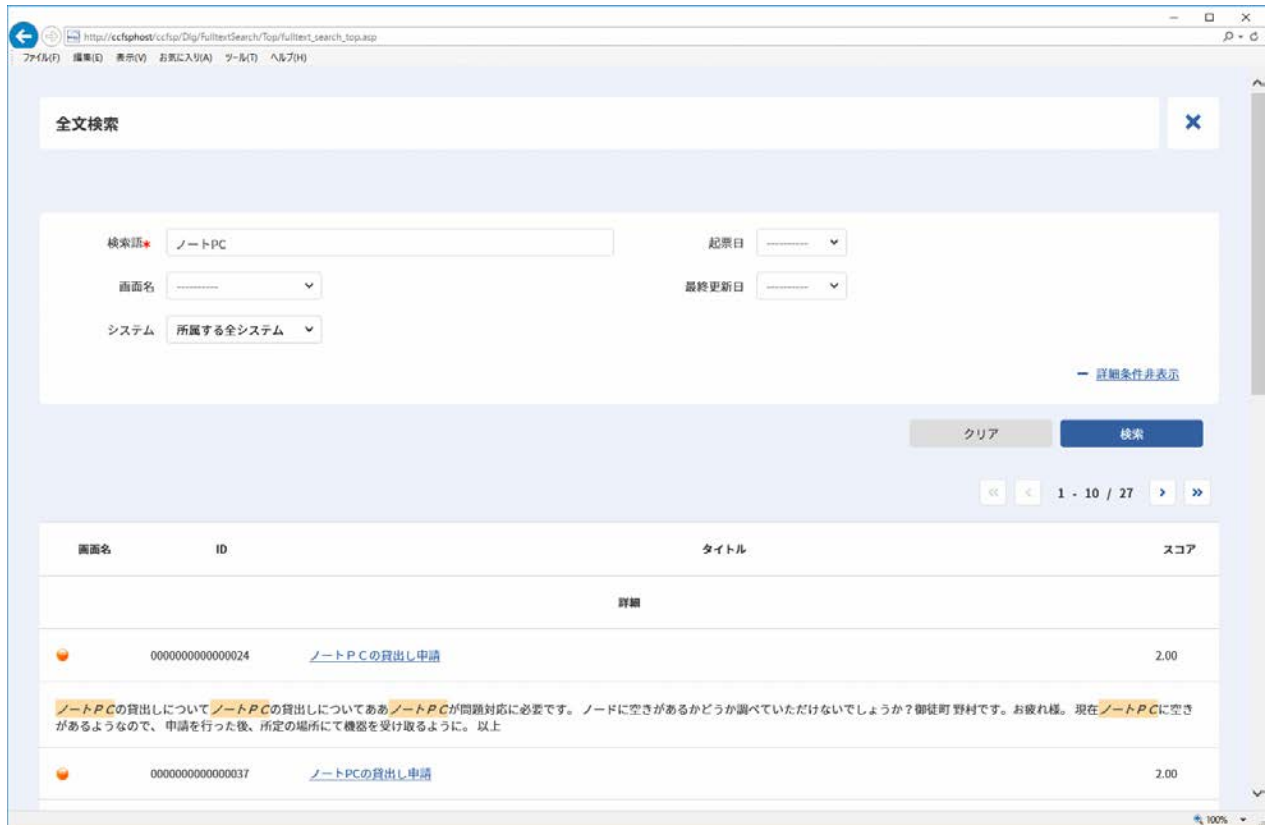 http://ccfsphost/ccfsp/Dlg/FulltextSearch/Top/fulltext_search_top.asp
ファイル(F) 編集(E) 表示(V) お気に入り(A) ツール(T) ヘルプ(H)
全文検索
検索語* ノートPC 起票日 ----------
画面名 ---------- 最終更新日 ----------
システム 所属する全システム
詳細条件非表示
クリア 検索
« < 1 - 10 / 27 > »
画面名 ID タイトル スコア
詳細
0000000000000024 ノートPCの貸出し申請 2.00
ノートPCの貸出しについてノートPCの貸出しについてああノートPCが問題対応に必要です。 ノードに空きがあるかどうか調べていただけないでしょうか？御徒町 野村です。お疲れ様。 現在ノートPCに空き
があるようなので、 申請を行った後、所定の場所にて機器を受け取るように。 以上
0000000000000037 ノートPCの貸出し申請 2.00
100%